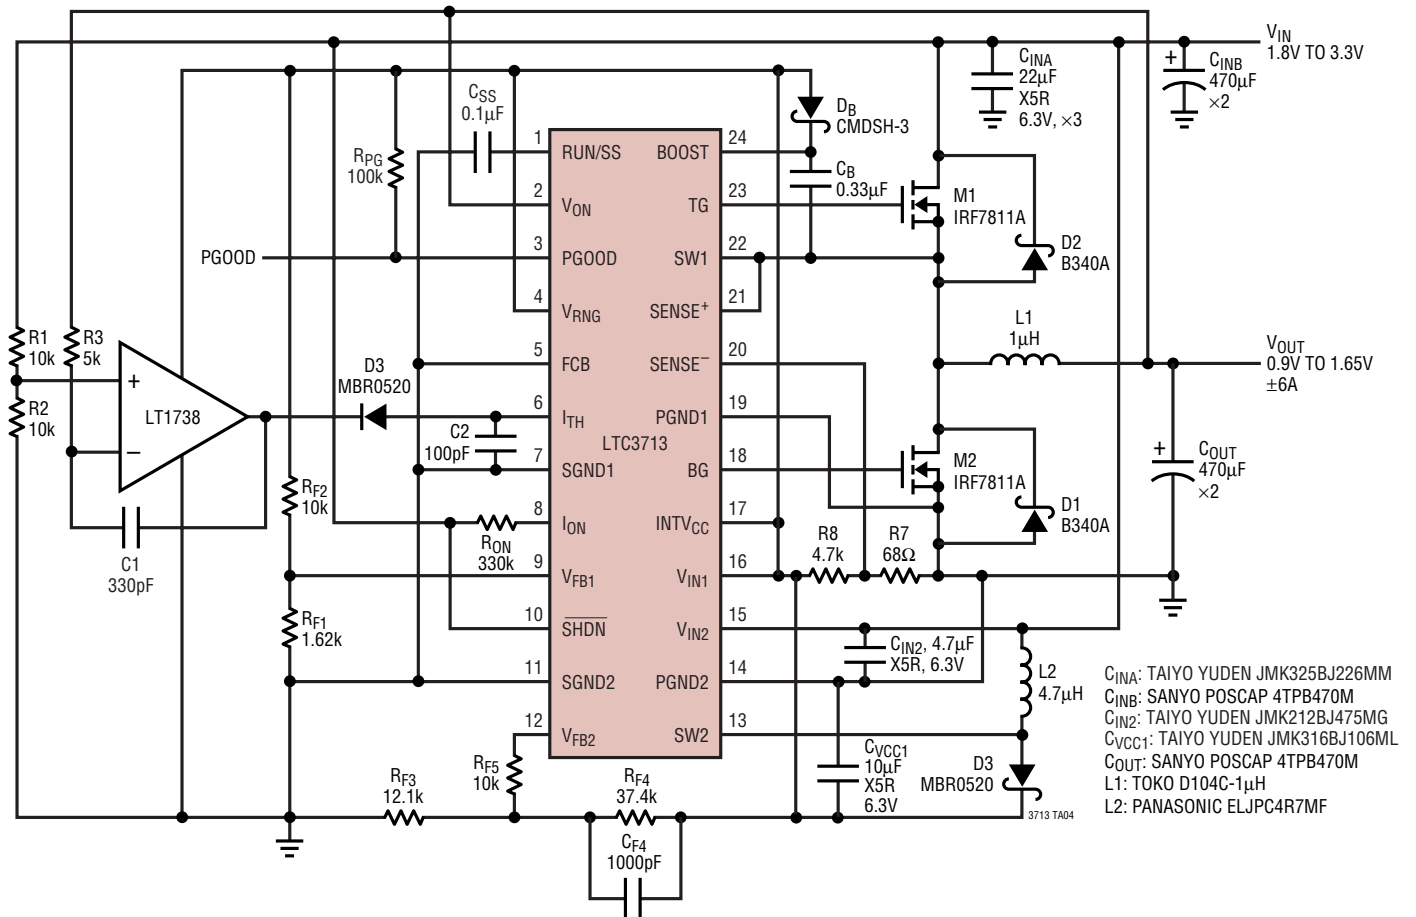 V_IN
1.8V TO 3.3V
C_INA
22µF
X5R
6.3V, ×3
+
C_INB
470µF
×2
C_SS
0.1µF
D_B
CMDSH-3
R_PG
100k
1
RUN/SS
BOOST
24
C_B
0.33µF
2
V_ON
TG
23
M1
IRF7811A
PGOOD
3
PGOOD
SW1
22
D2
B340A
4
V_RNG
SENSE+
21
R1
10k
R3
5k
5
FCB
SENSE−
20
L1
1µH
V_OUT
0.9V TO 1.65V
±6A
D3
MBR0520
+
LT1738
−
R2
10k
6
I_TH
PGND1
19
LTC3713
C2
100pF
7
SGND1
BG
18
M2
IRF7811A
+
C_OUT
470µF
×2
R_F2
10k
8
I_ON
INTV_CC
17
D1
B340A
R_ON
330k
R8
4.7k
R7
68Ω
C1
330pF
9
V_FB1
V_IN1
16
10
SHDN
V_IN2
15
R_F1
1.62k
C_IN2, 4.7µF
X5R, 6.3V
11
SGND2
PGND2
14
L2
4.7µH
12
V_FB2
SW2
13
R_F5
10k
C_VCC1
10µF
X5R
6.3V
D3
MBR0520
R_F3
12.1k
R_F4
37.4k
C_F4
1000pF
3713 TA04
C_INA: TAIYO YUDEN JMK325BJ226MM
C_INB: SANYO POSCAP 4TPB470M
C_IN2: TAIYO YUDEN JMK212BJ475MG
C_VCC1: TAIYO YUDEN JMK316BJ106ML
C_OUT: SANYO POSCAP 4TPB470M
L1: TOKO D104C-1µH
L2: PANASONIC ELJPC4R7MF